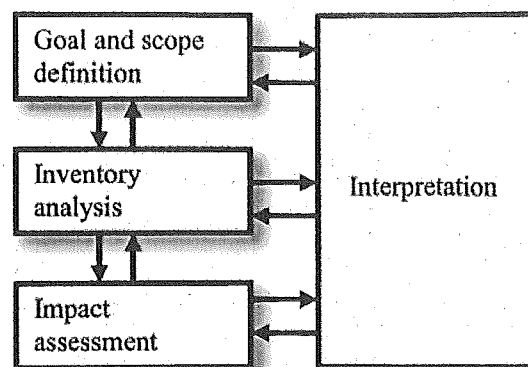 Goal and scope
definition
Inventory
analysis
Interpretation
Impact
assessment